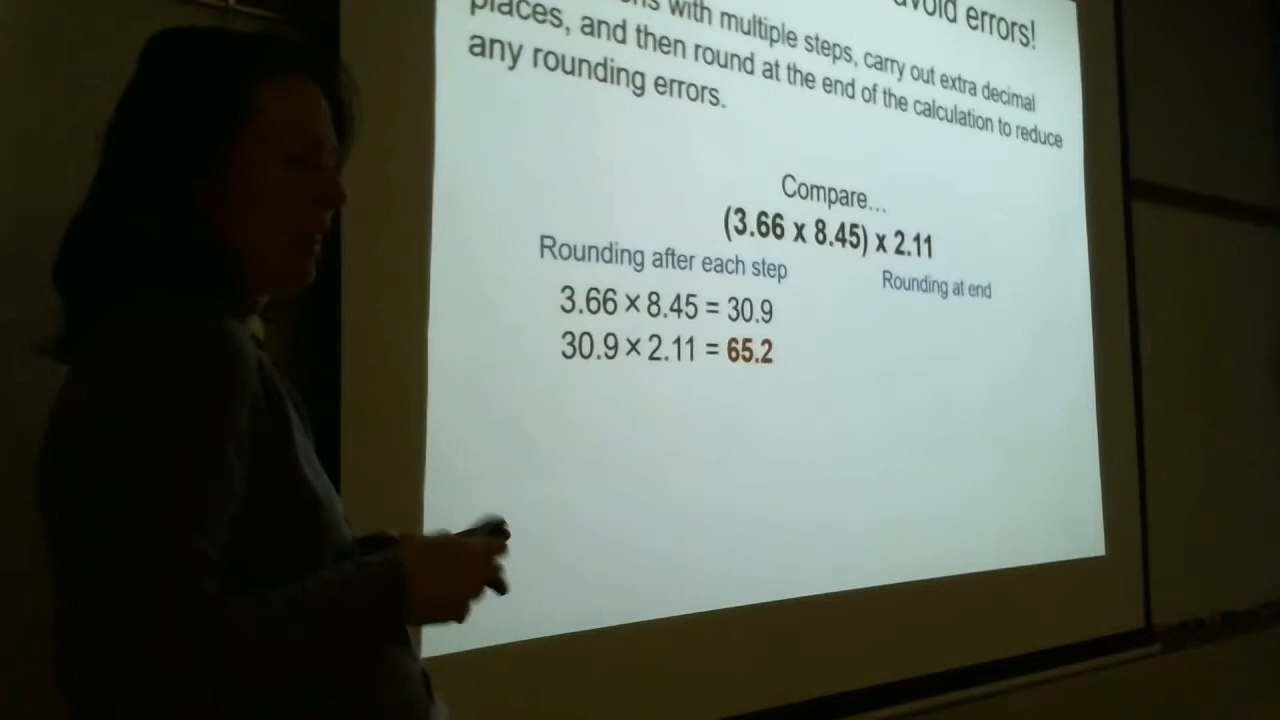 avoid errors!
with multiple steps, carry out extra decimal
places, and then round at the end of the calculation to reduce
any rounding errors.
Compare...
(3.66 x 8.45) x 2.11
Rounding after each step
Rounding at end
3.66 × 8.45 = 30.9
30.9 × 2.11 = 65.2